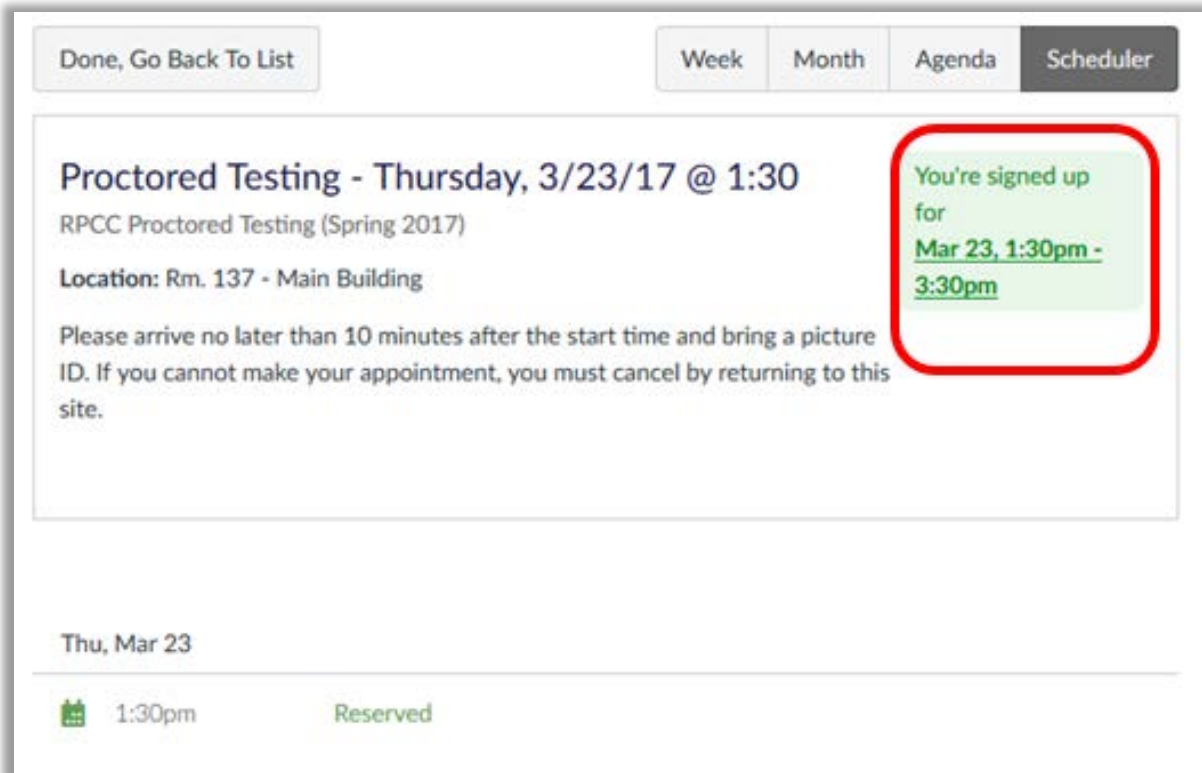 Done, Go Back To List
Week
Month
Agenda
Scheduler
Proctored Testing - Thursday, 3/23/17 @ 1:30
RPCC Proctored Testing (Spring 2017)
Location: Rm. 137 - Main Building
Please arrive no later than 10 minutes after the start time and bring a picture
ID. If you cannot make your appointment, you must cancel by returning to this
site.
You're signed up
for
Mar 23, 1:30pm -
3:30pm
Thu, Mar 23
1:30pm
Reserved